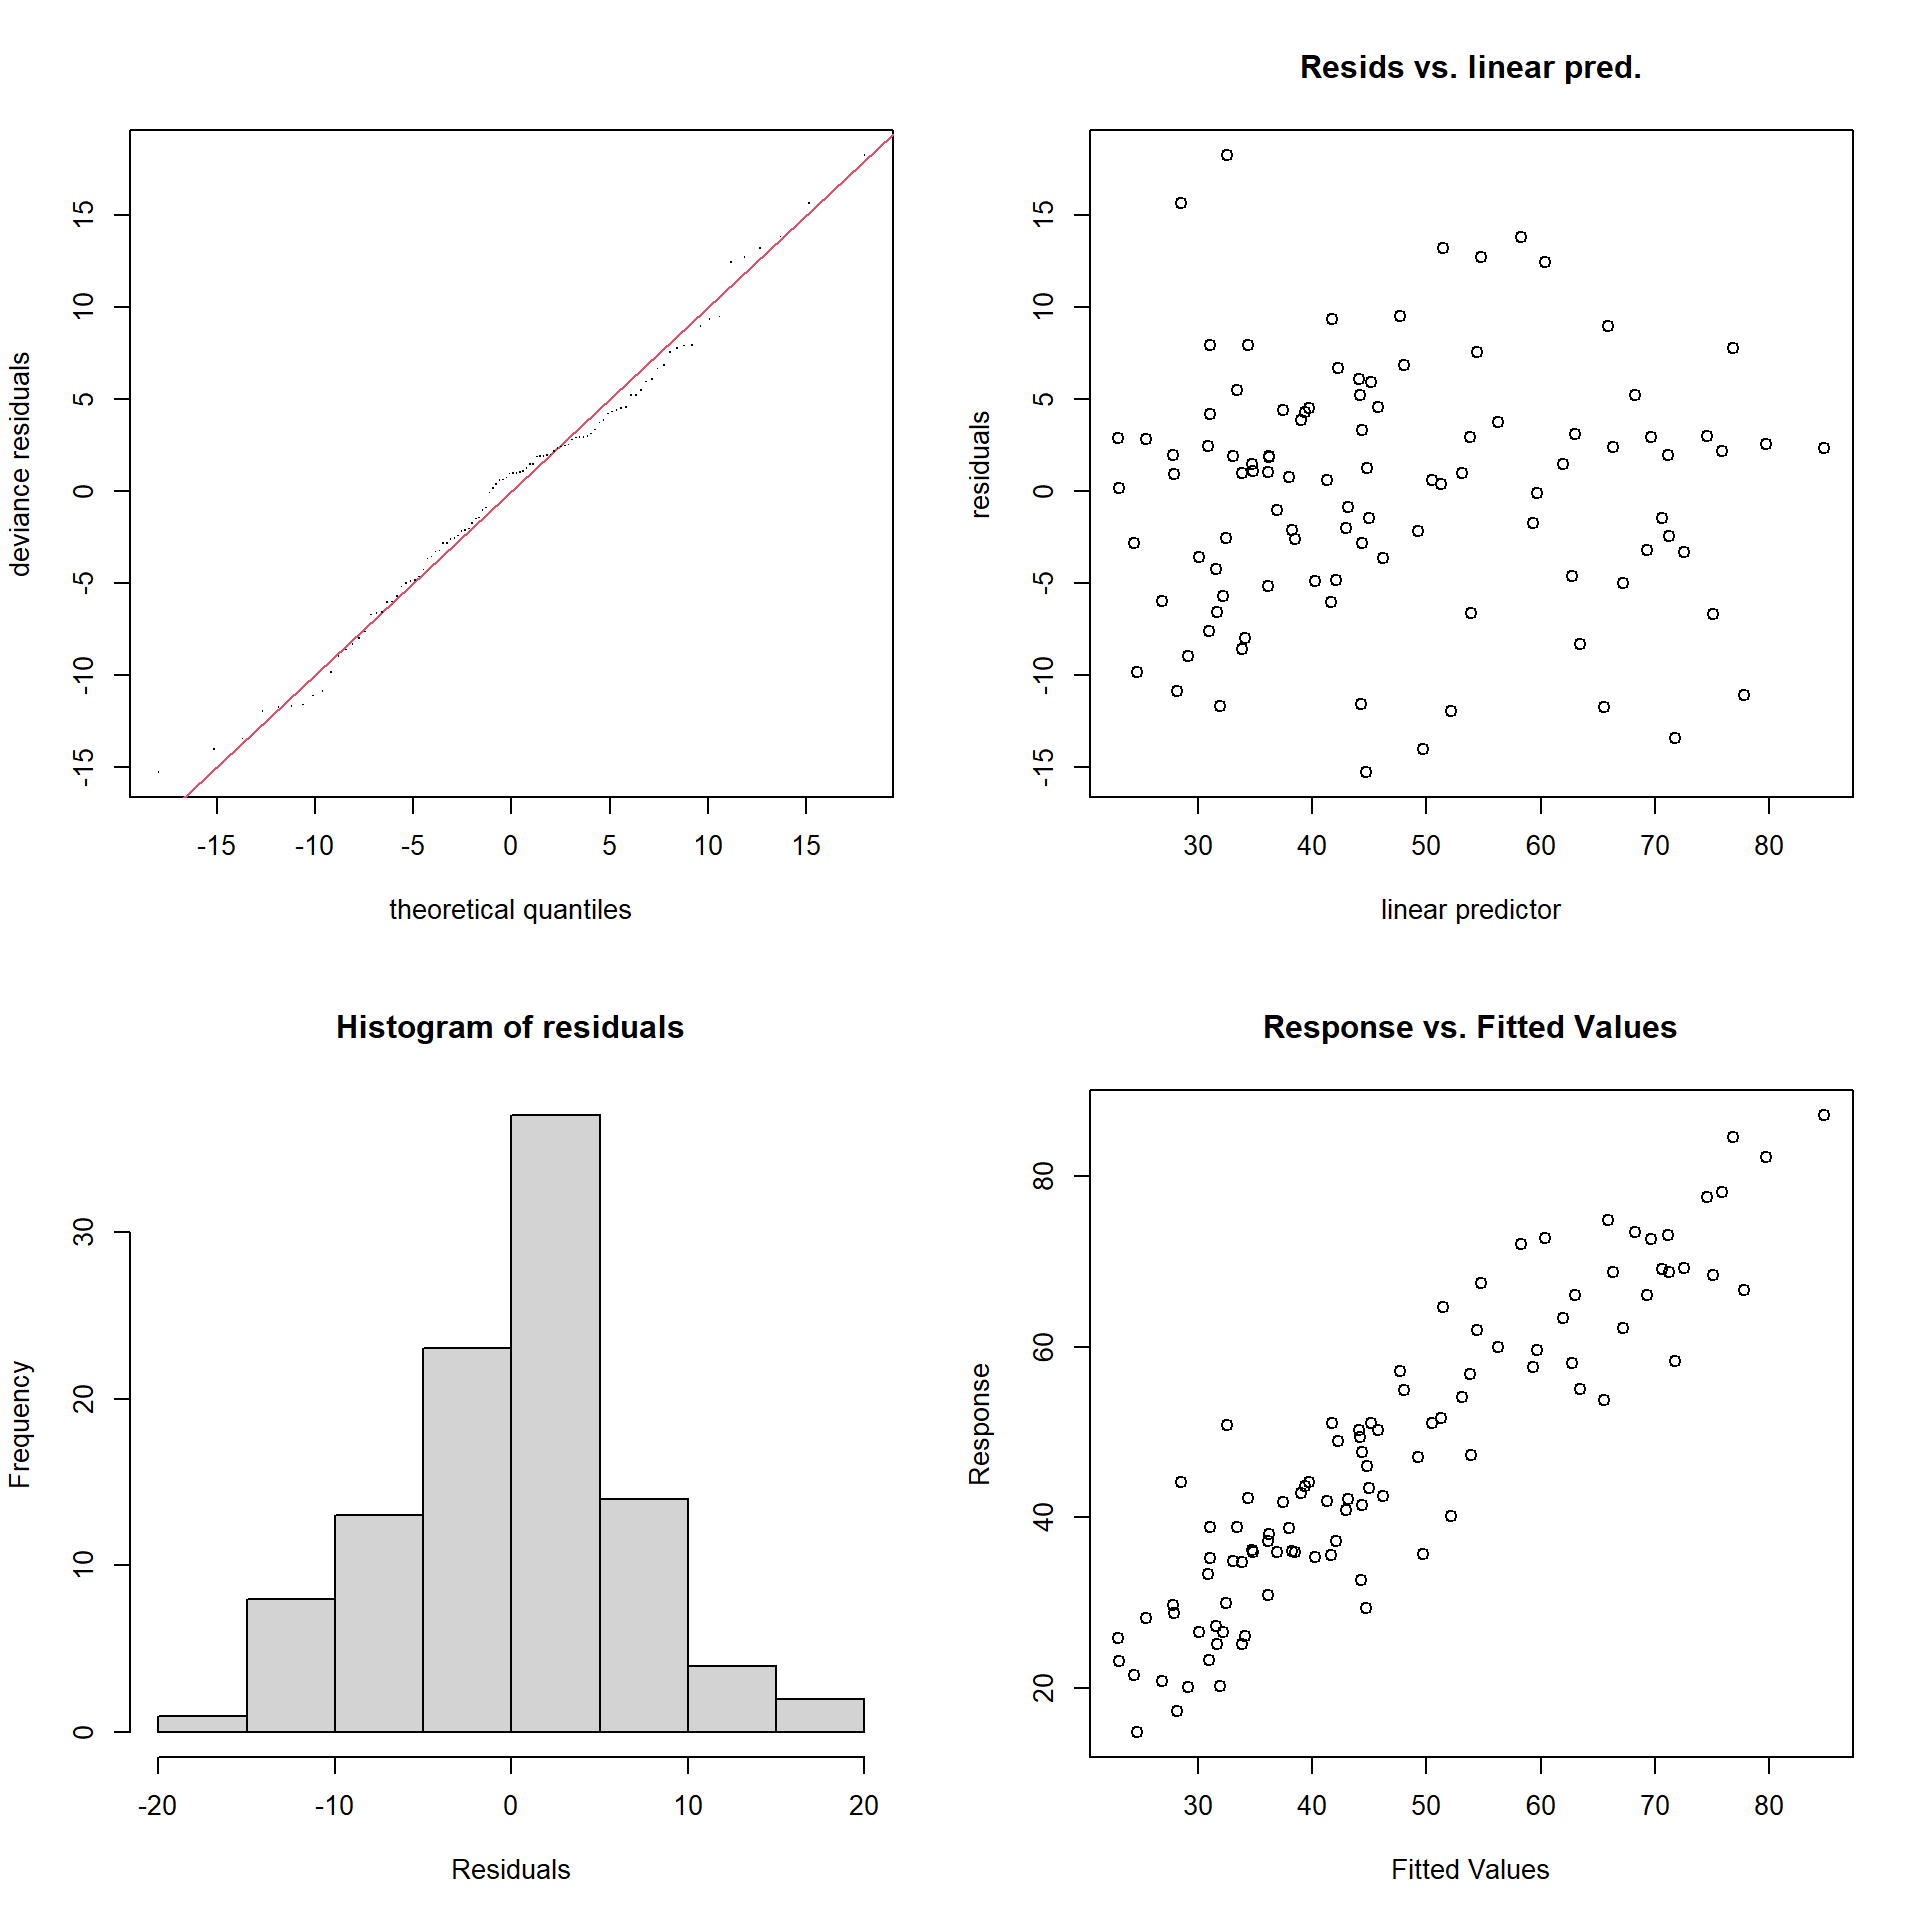 deviance residuals
15
10
5
0
-5
-10
-15
-15 -10 -5 0 5 10 15
theoretical quantiles
Resids vs. linear pred.
residuals
15
10
5
0
-5
-10
-15
30 40 50 60 70 80
linear predictor
Histogram of residuals
Frequency
30
20
10
0
-20 -10 0 10 20
Residuals
Response vs. Fitted Values
Response
80
60
40
20
30 40 50 60 70 80
Fitted Values